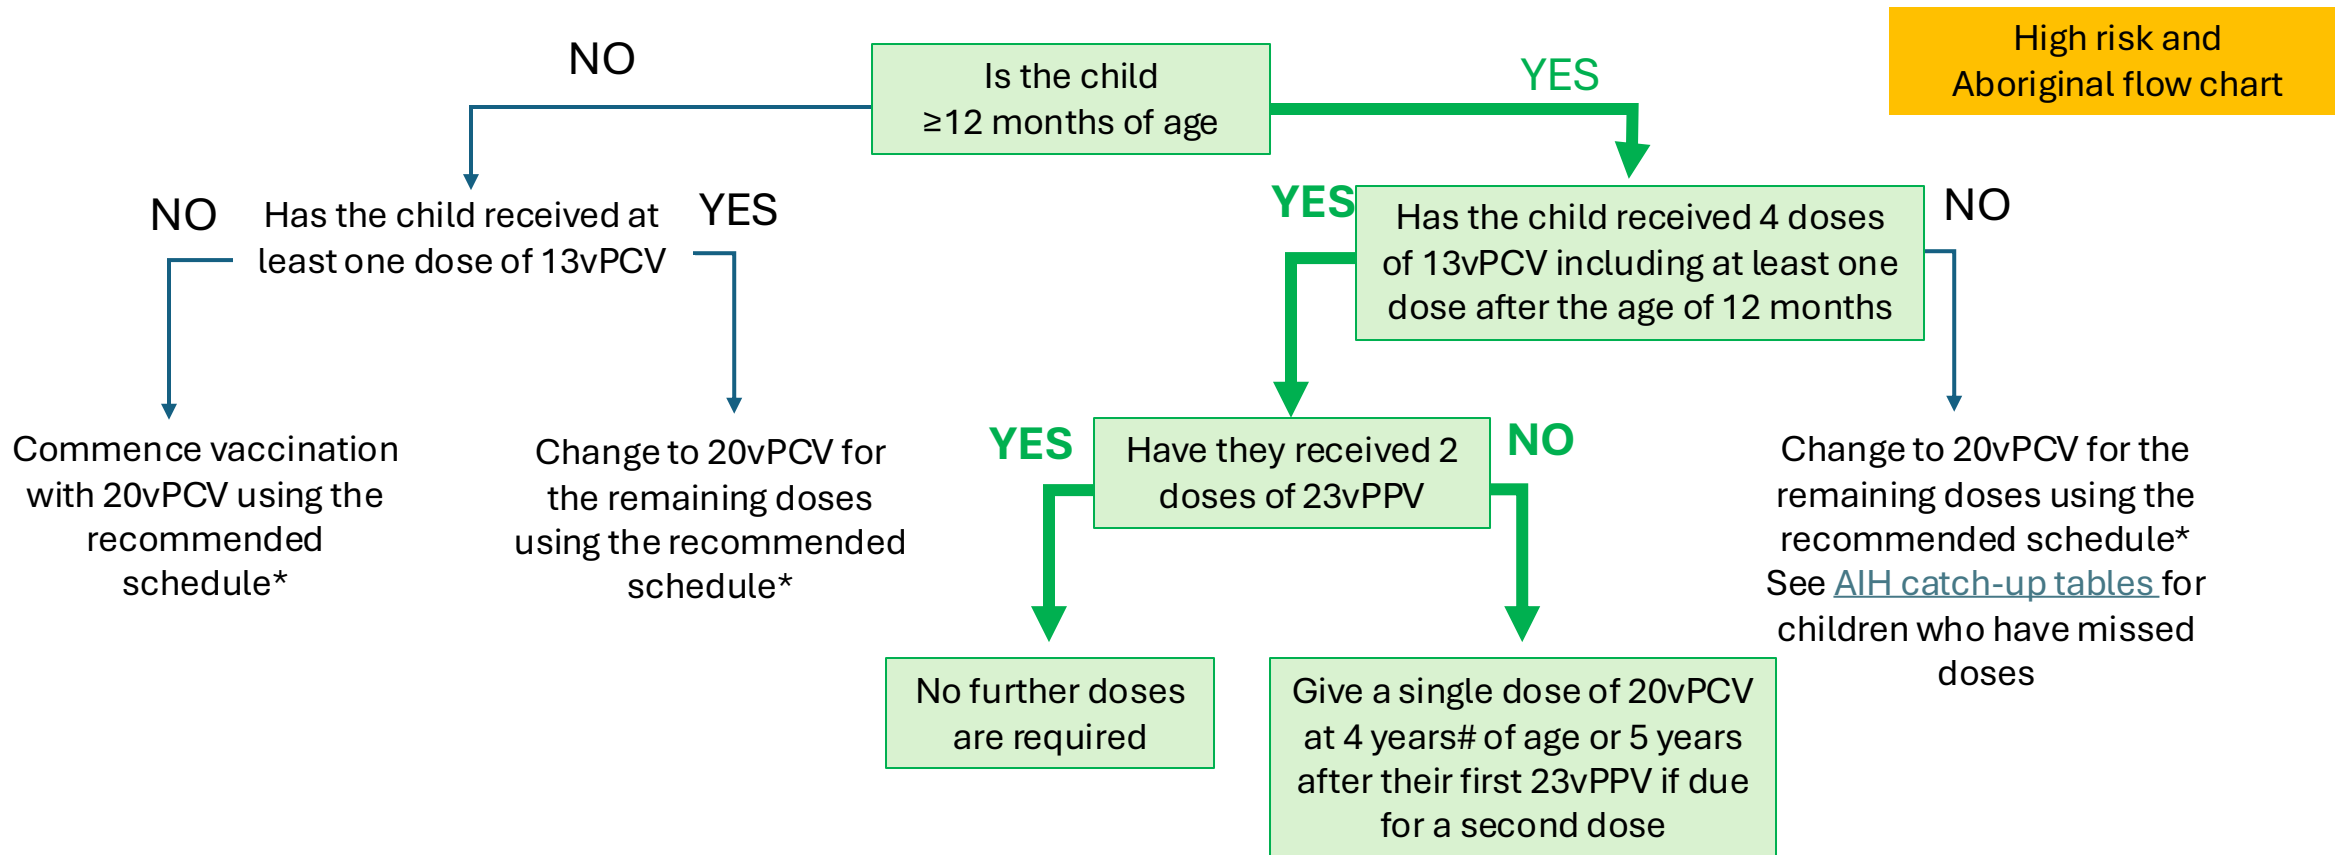 High risk and
Aboriginal flow chart
Is the child
≥12 months of age
NO
YES
NO
Has the child received at
least one dose of 13vPCV
YES
YES
Has the child received 4 doses
of 13vPCV including at least one
dose after the age of 12 months
NO
Commence vaccination
with 20vPCV using the
recommended
schedule*
Change to 20vPCV for
the remaining doses
using the recommended
schedule*
YES
Have they received 2
doses of 23vPPV
NO
Change to 20vPCV for the
remaining doses using the
recommended schedule*
See AIH catch-up tables for
children who have missed
doses
No further doses
are required
Give a single dose of 20vPCV
at 4 years# of age or 5 years
after their first 23vPPV if due
for a second dose